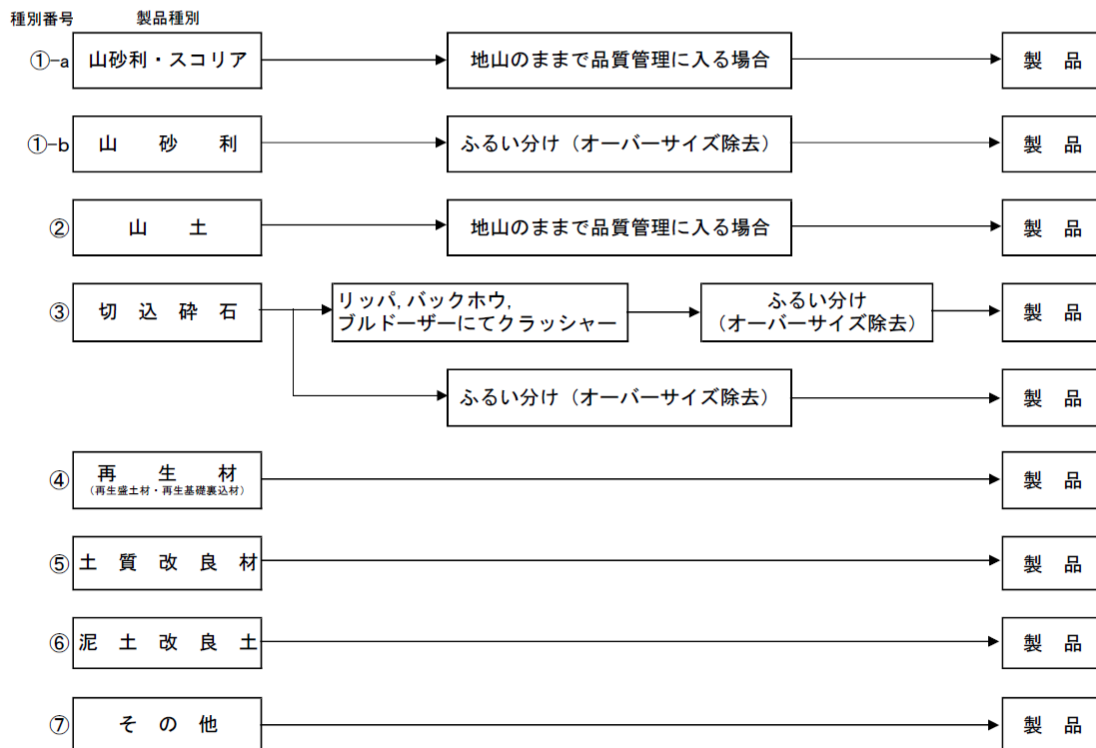 種別番号 製品種別
①-a 山砂利・スコリア 地山のままで品質管理に入る場合 製品
①-b 山砂利 ふるい分け（オーバーサイズ除去） 製品
② 山土 地山のままで品質管理に入る場合 製品
③ 切込砕石
リッパ,バックホウ,
ブルドーザーにてクラッシャー
ふるい分け
（オーバーサイズ除去）
製品
ふるい分け（オーバーサイズ除去） 製品
④ 再生材
（再生盛土材・再生基礎裏込材）
製品
⑤ 土質改良材 製品
⑥ 泥土改良土 製品
⑦ その他 製品